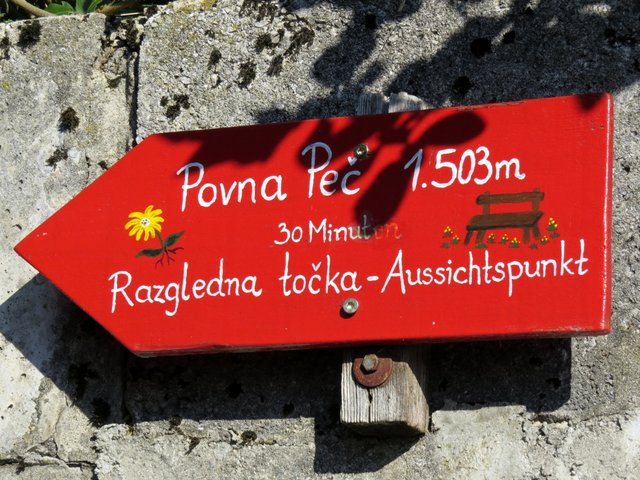 Povna Peč 1.503m
30 Minuten
Razgledna točka - Aussichtspunkt